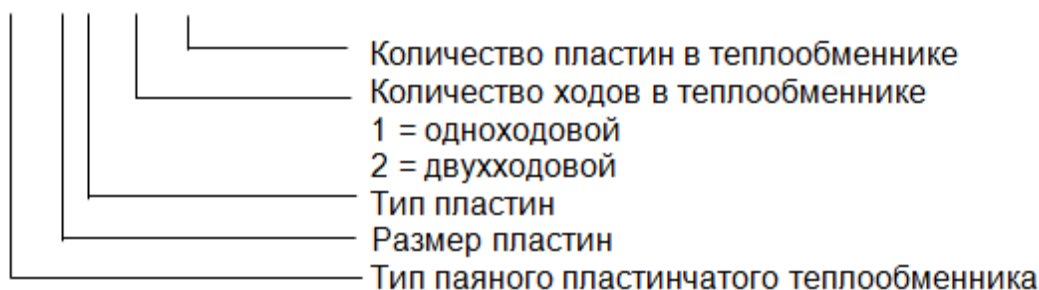 Количество пластин в теплообменнике
Количество ходов в теплообменнике
1 = одноходовой
2 = двухходовой
Тип пластин
Размер пластин
Тип паяного пластинчатого теплообменника